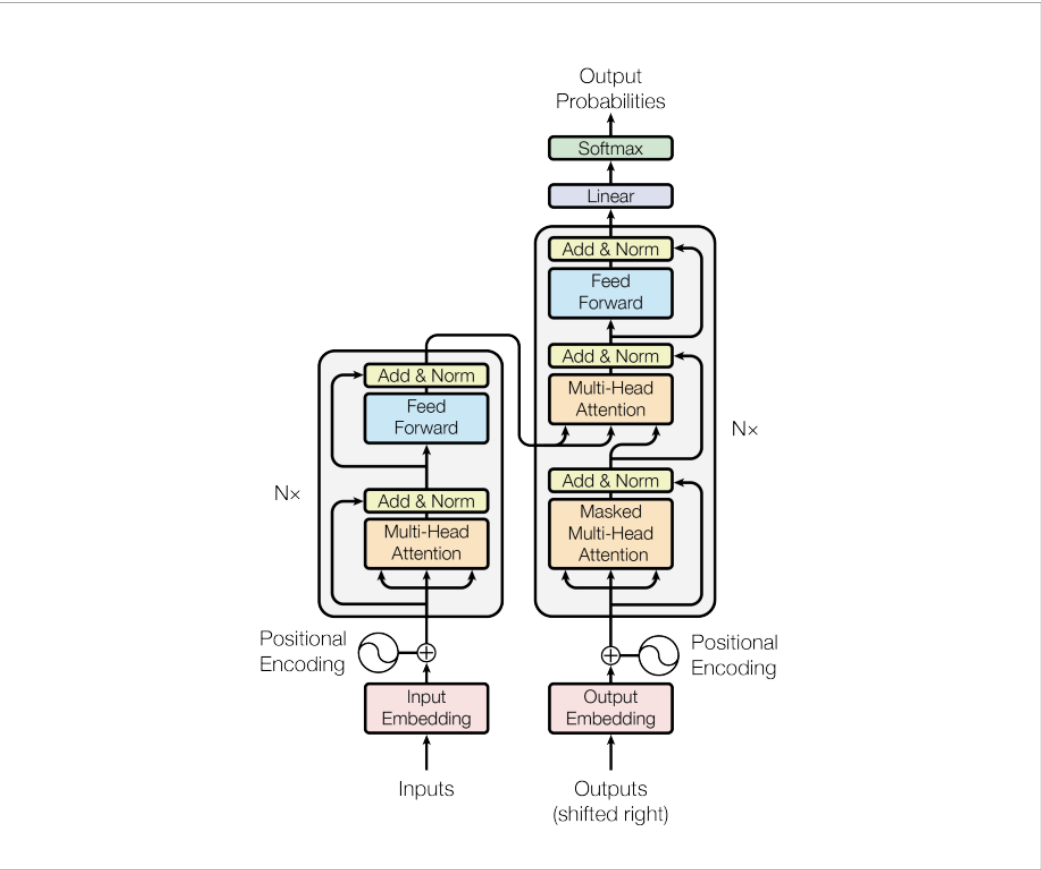 Output
Probabilities
Softmax
Linear
Add & Norm
Feed
Forward
Add & Norm
Multi-Head
Attention
Add & Norm
Masked
Multi-Head
Attention
N×
Add & Norm
Feed
Forward
Add & Norm
Multi-Head
Attention
N×
Positional
Encoding
Positional
Encoding
Input
Embedding
Output
Embedding
Inputs
Outputs
(shifted right)